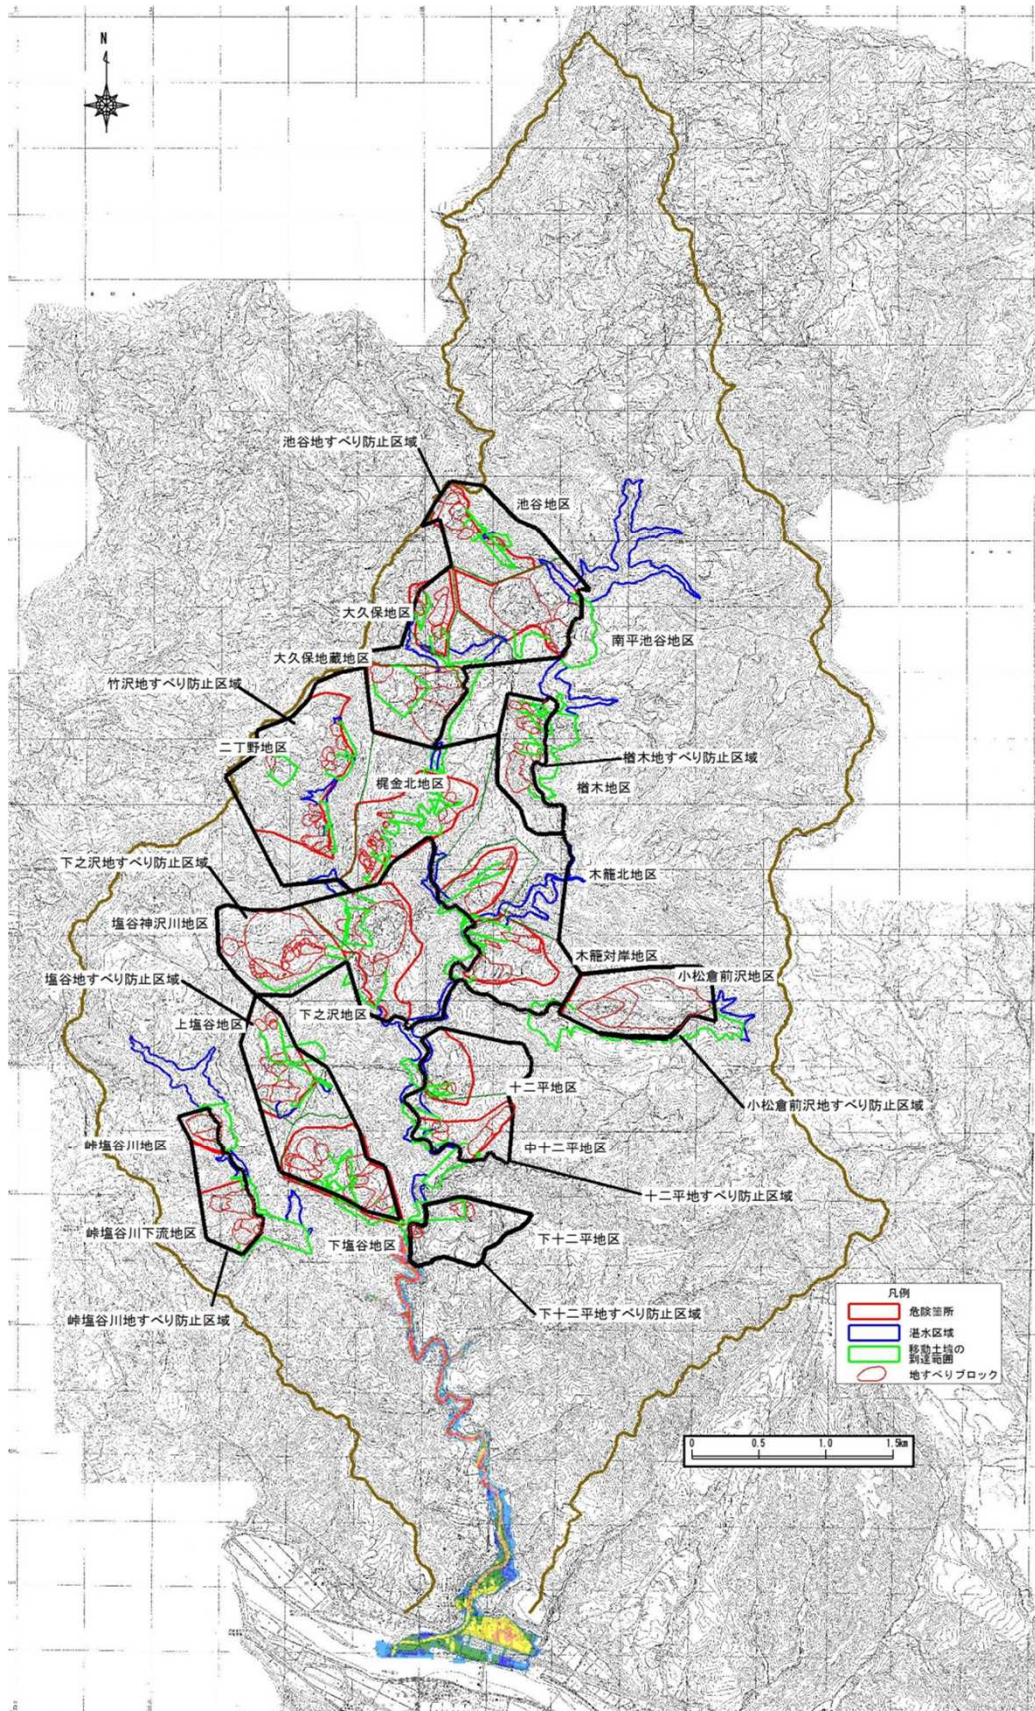 N
池谷地すべり防止区域
池谷地区
大久保地区
南平池谷地区
大久保地蔵地区
竹沢地すべり防止区域
二丁野地区
楢木地すべり防止区域
梶金北地区
楢木地区
下之沢地すべり防止区域
木籠北地区
塩谷神沢川地区
木籠対岸地区
小松倉前沢地区
塩谷地すべり防止区域
下之沢地区
上塩谷地区
十二平地区
小松倉前沢地すべり防止区域
峠塩谷川地区
中十二平地区
十二平地すべり防止区域
峠塩谷川下流地区
下塩谷地区
下十二平地区
峠塩谷川地すべり防止区域
下十二平地すべり防止区域
凡例
危険箇所
湛水区域
移動土塊の
到達範囲
地すべりブロック
0 0.5 1.0 1.5km